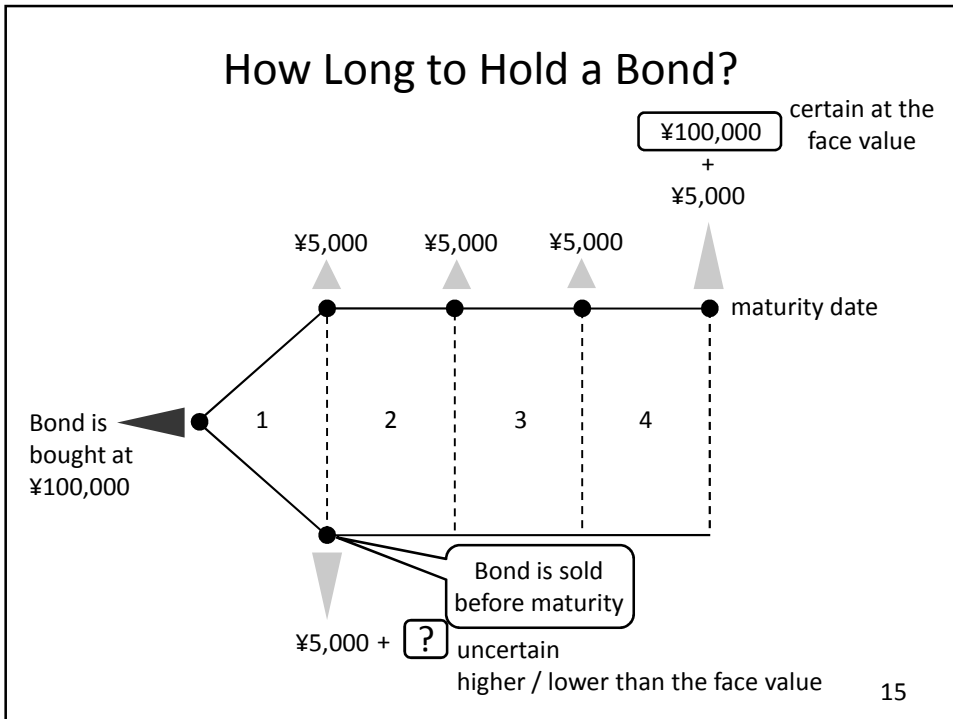 How Long to Hold a Bond?
¥100,000
certain at the
face value
+
¥5,000
¥5,000
¥5,000
¥5,000
maturity date
Bond is
bought at
¥100,000
1
2
3
4
Bond is sold
before maturity
¥5,000 + ?
uncertain
higher / lower than the face value
15